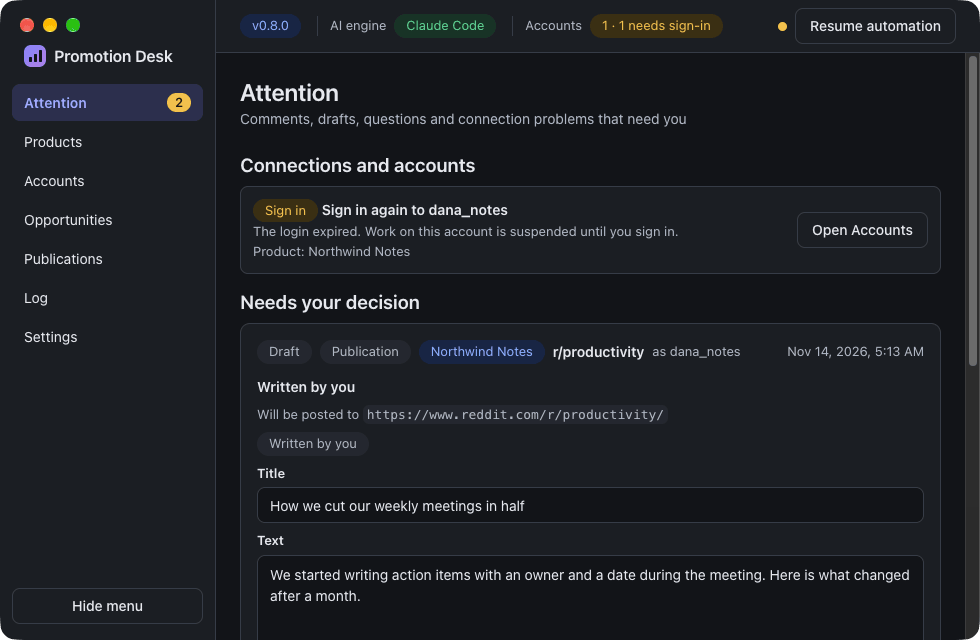 Promotion Desk
Attention 2
Products
Accounts
Opportunities
Publications
Log
Settings
Hide menu
v0.8.0 AI engine Claude Code Accounts 1 · 1 needs sign-in Resume automation
Attention
Comments, drafts, questions and connection problems that need you
Connections and accounts
Sign in Sign in again to dana_notes
The login expired. Work on this account is suspended until you sign in.
Product: Northwind Notes
Open Accounts
Needs your decision
Draft Publication Northwind Notes r/productivity as dana_notes Nov 14, 2026, 5:13 AM
Written by you
Will be posted to https://www.reddit.com/r/productivity/
Written by you
Title
How we cut our weekly meetings in half
Text
We started writing action items with an owner and a date during the meeting. Here is what changed
after a month.